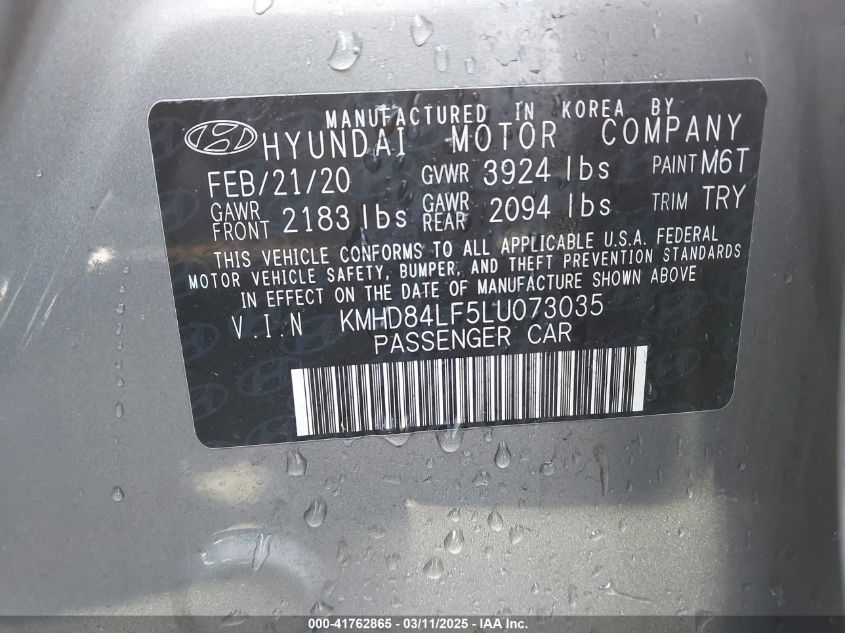 MANUFACTURED IN KOREA BY
HYUNDAI MOTOR COMPANY
FEB/21/20 GVWR 3924 lbs PAINT M6T
GAWR FRONT 2183 lbs GAWR REAR 2094 lbs TRIM TRY
THIS VEHICLE CONFORMS TO ALL APPLICABLE U.S.A. FEDERAL
MOTOR VEHICLE SAFETY, BUMPER, AND THEFT PREVENTION STANDARDS
IN EFFECT ON THE DATE OF MANUFACTURE SHOWN ABOVE
V.I.N KMHD84LF5LU073035
PASSENGER CAR
000-41762865 - 03/11/2025 - IAA Inc.